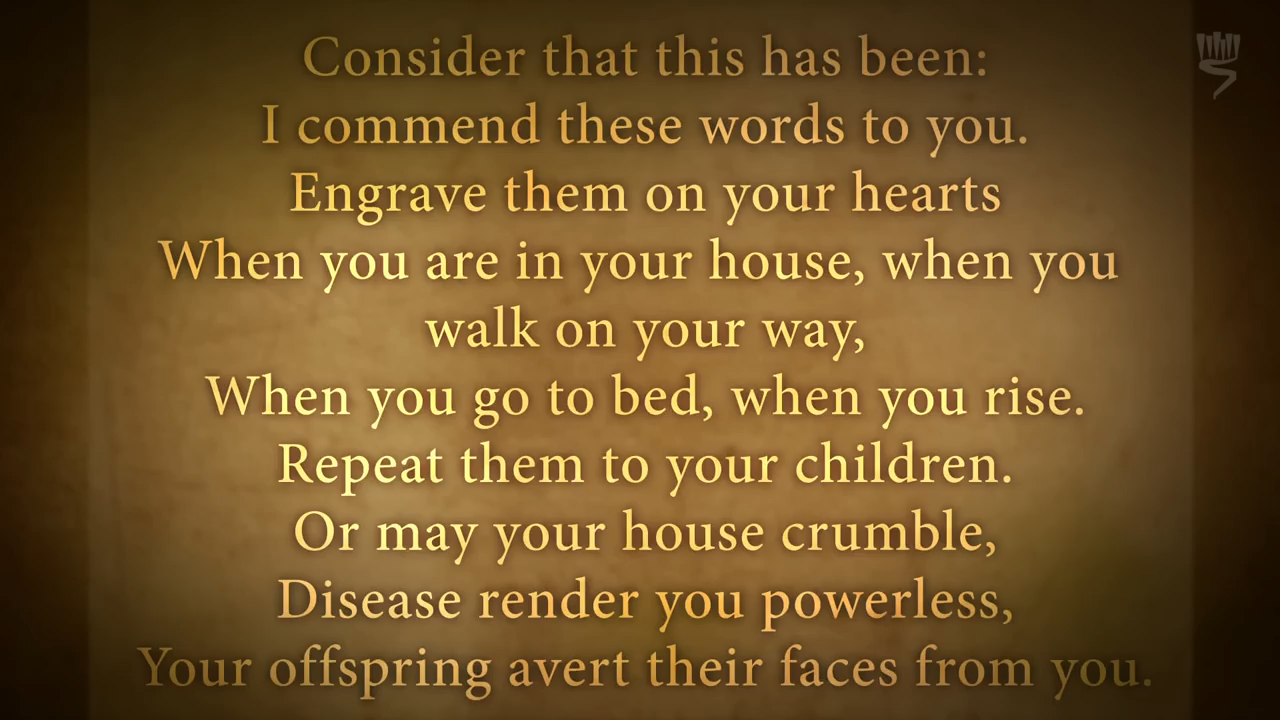 Consider that this has been:
I commend these words to you.
Engrave them on your hearts
When you are in your house, when you
walk on your way,
When you go to bed, when you rise.
Repeat them to your children.
Or may your house crumble,
Disease render you powerless,
Your offspring avert their faces from you.